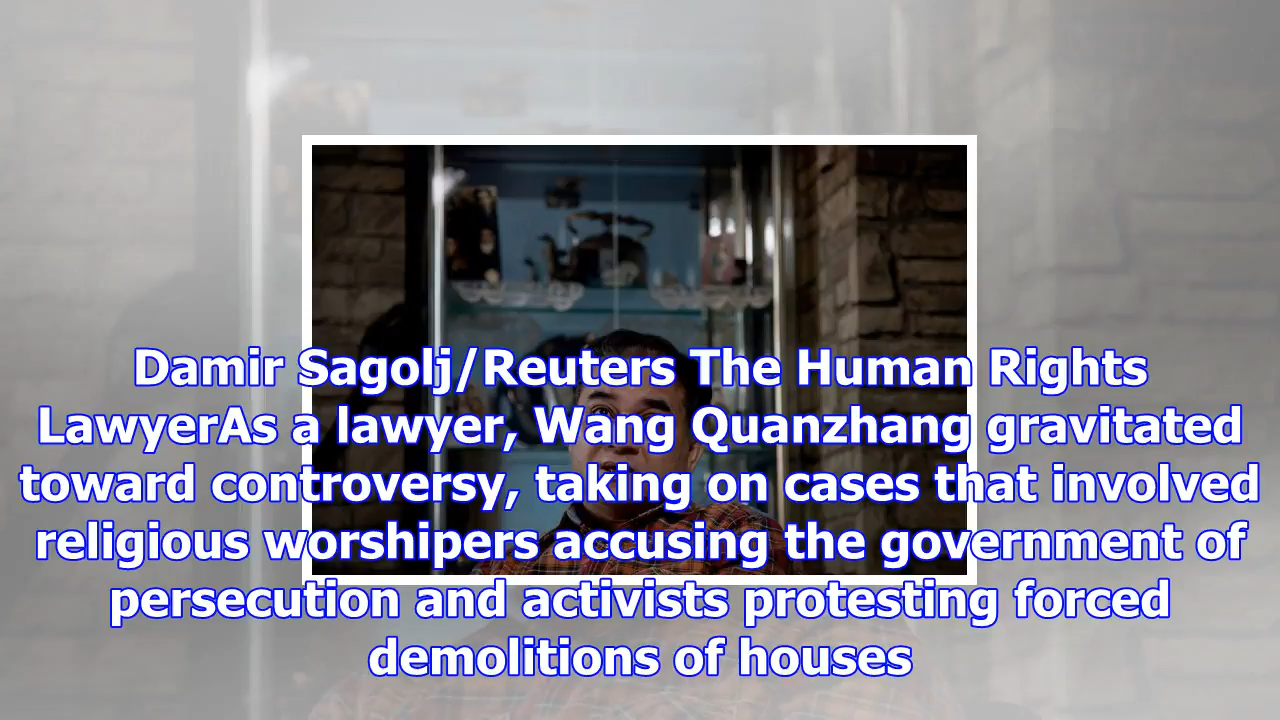 Damir Sagolj/Reuters The Human Rights
LawyerAs a lawyer, Wang Quanzhang gravitated
toward controversy, taking on cases that involved
religious worshipers accusing the government of
persecution and activists protesting forced
demolitions of houses